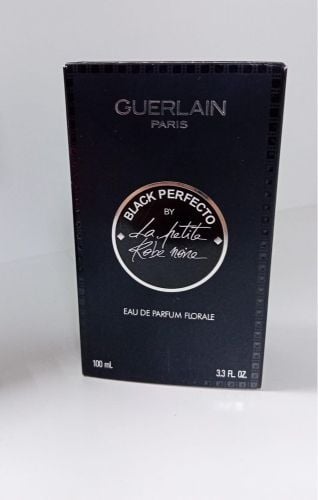 GUERLAIN
PARIS
BLACK PERFECTO
BY
La petite
Robe noire
EAU DE PARFUM FLORALE
100 ml. 3.3 FL. OZ.